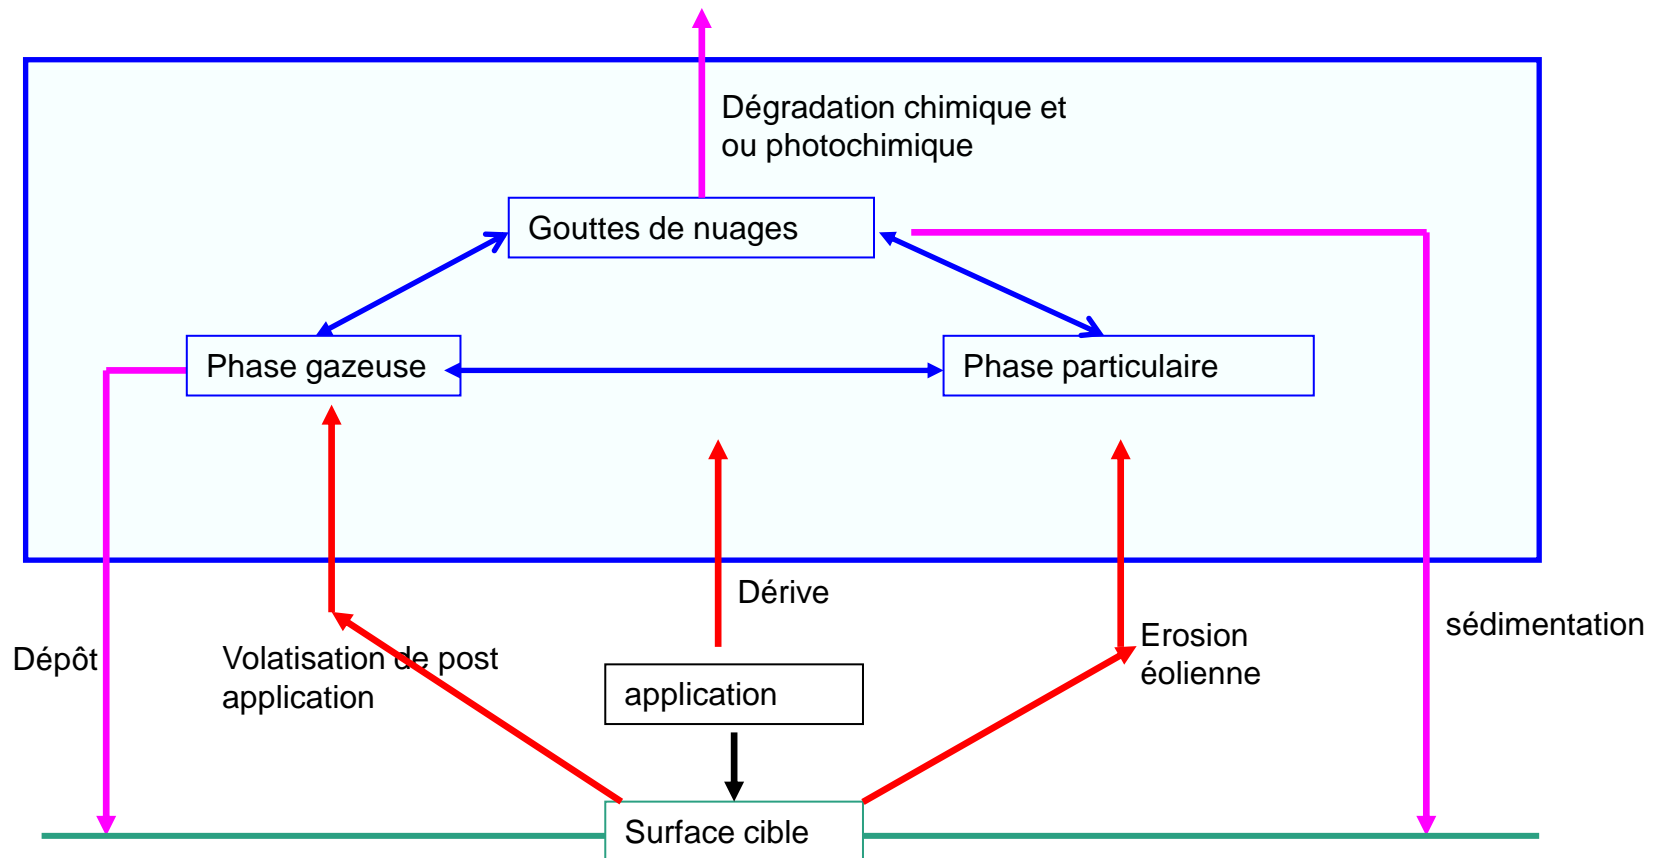 Dégradation chimique et
ou photochimique
Gouttes de nuages
Phase gazeuse
Phase particulaire
Dérive
Dépôt
Volatisation de post
application
application
Erosion
éolienne
sédimentation
Surface cible